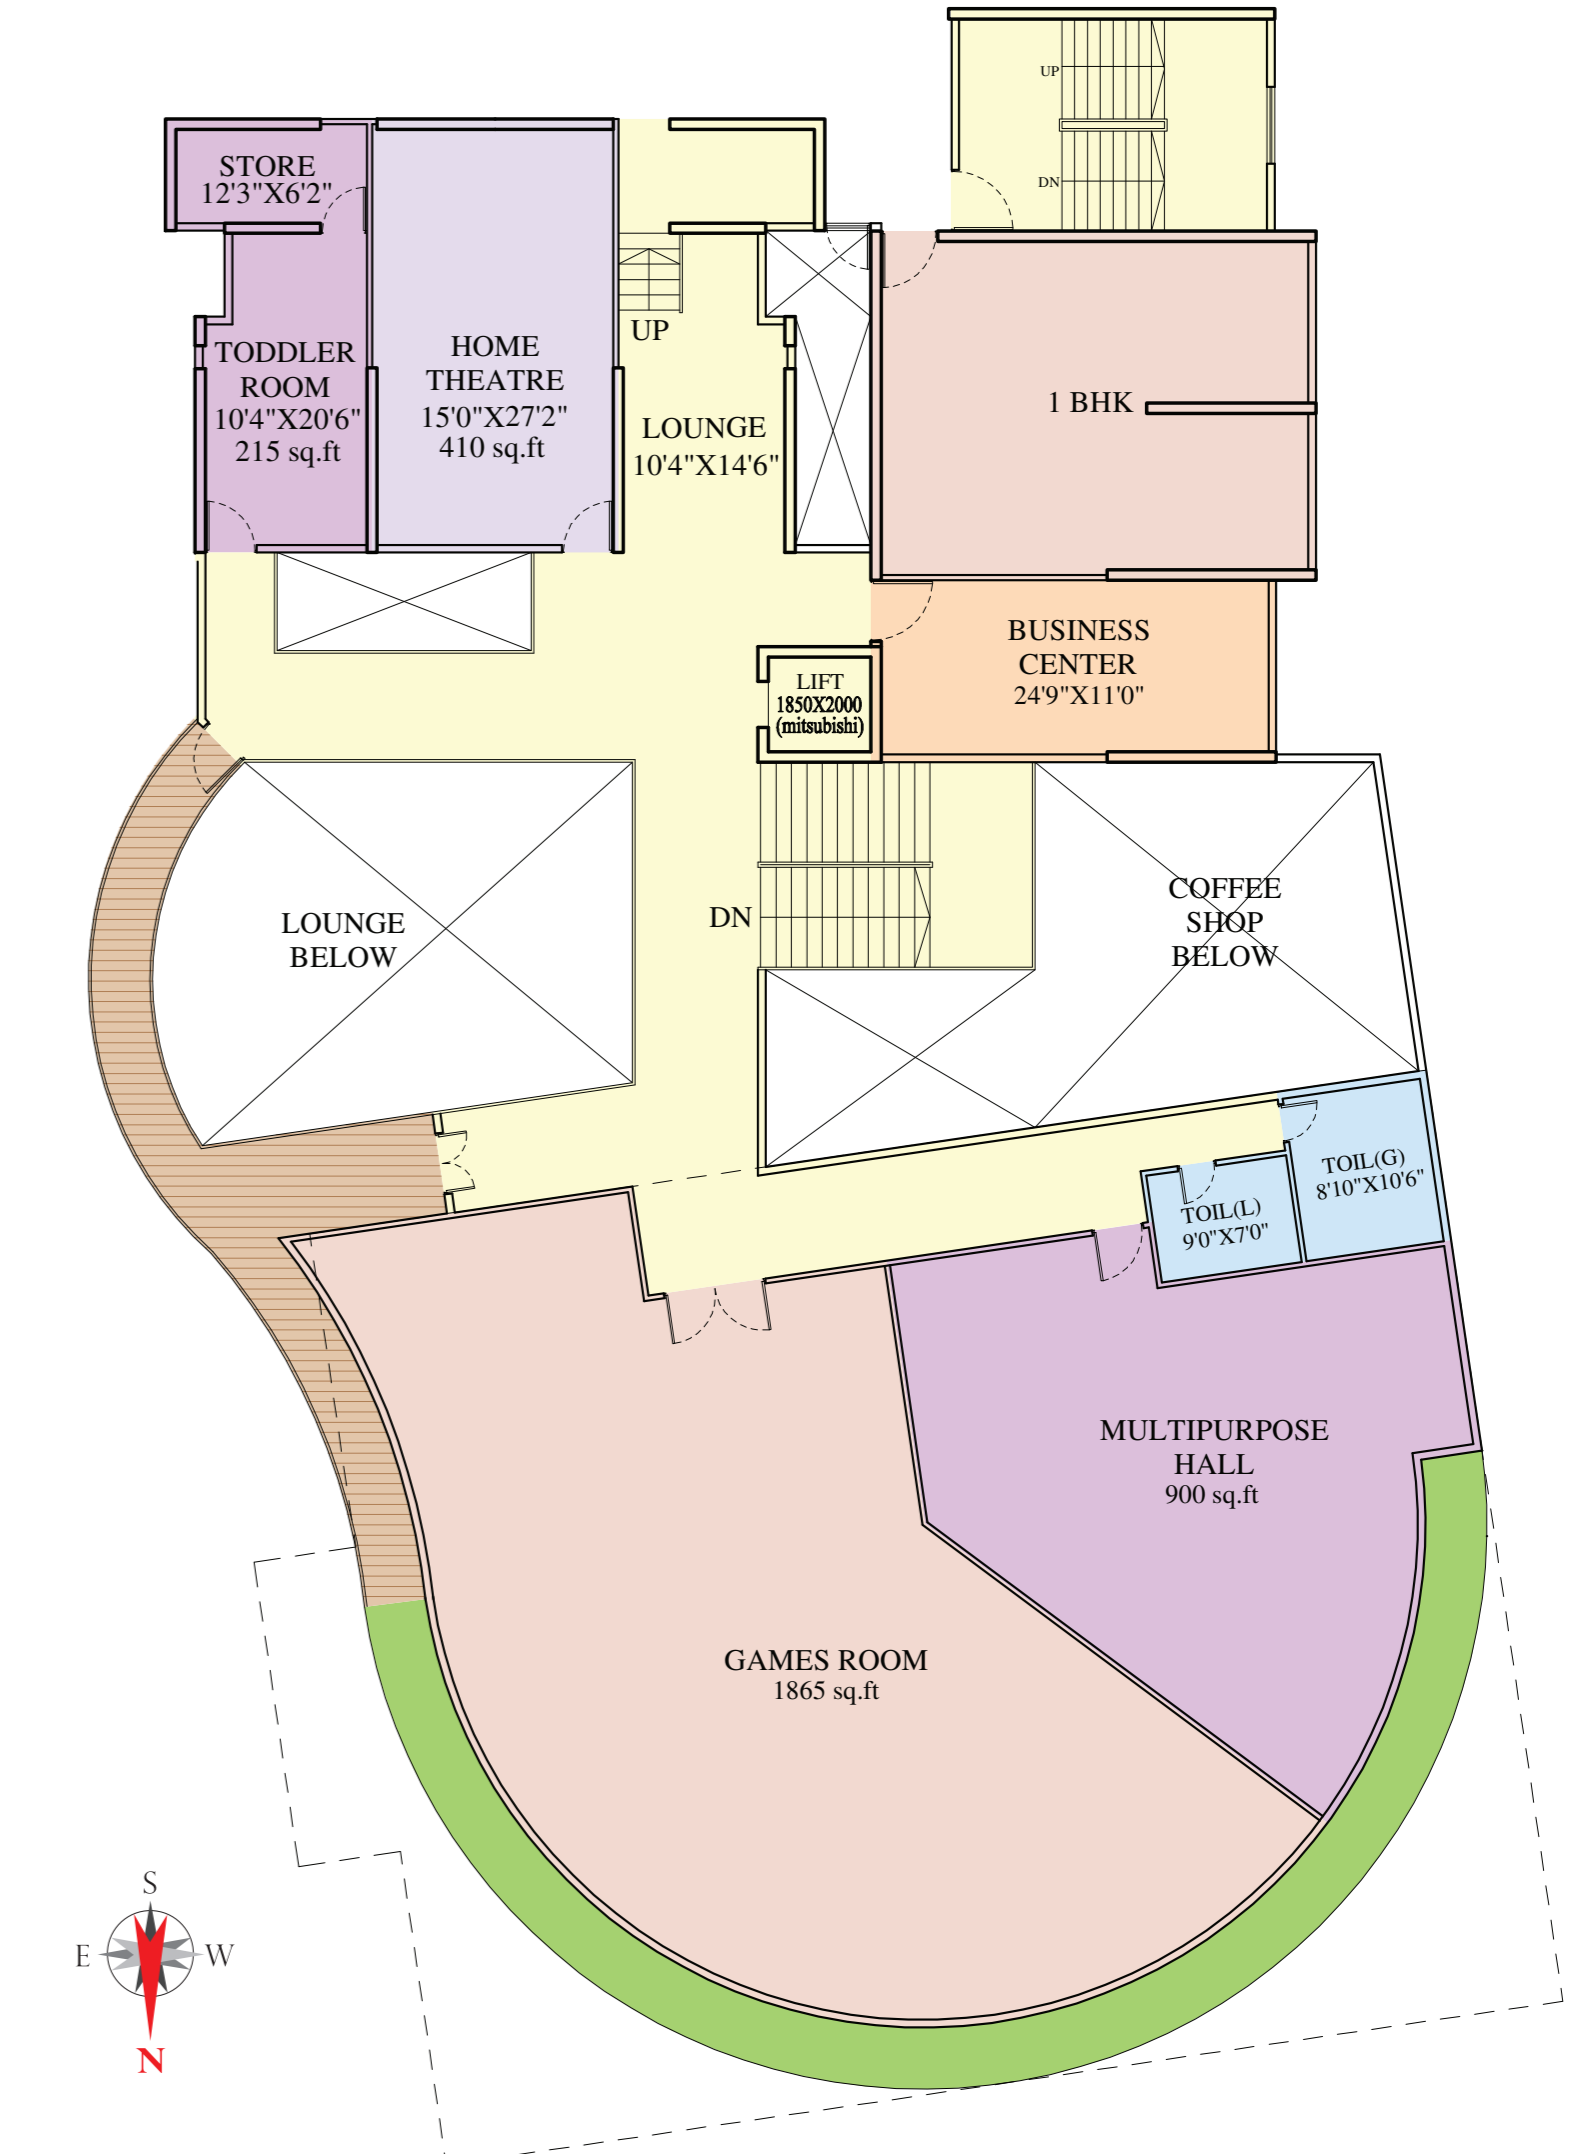 UP
DN
STORE
12'3"X6'2"
TODDLER
ROOM
10'4"X20'6"
215 sq.ft
HOME
THEATRE
15'0"X27'2"
410 sq.ft
UP
LOUNGE
10'4"X14'6"
1 BHK
BUSINESS
CENTER
24'9"X11'0"
LIFT
1850X2000
(mitsubishi)
LOUNGE
BELOW
DN
COFFEE
SHOP
BELOW
TOIL(G)
8'10"X10'6"
TOIL(L)
9'0"X7'0"
MULTIPURPOSE
HALL
900 sq.ft
GAMES ROOM
1865 sq.ft
S
E W
N